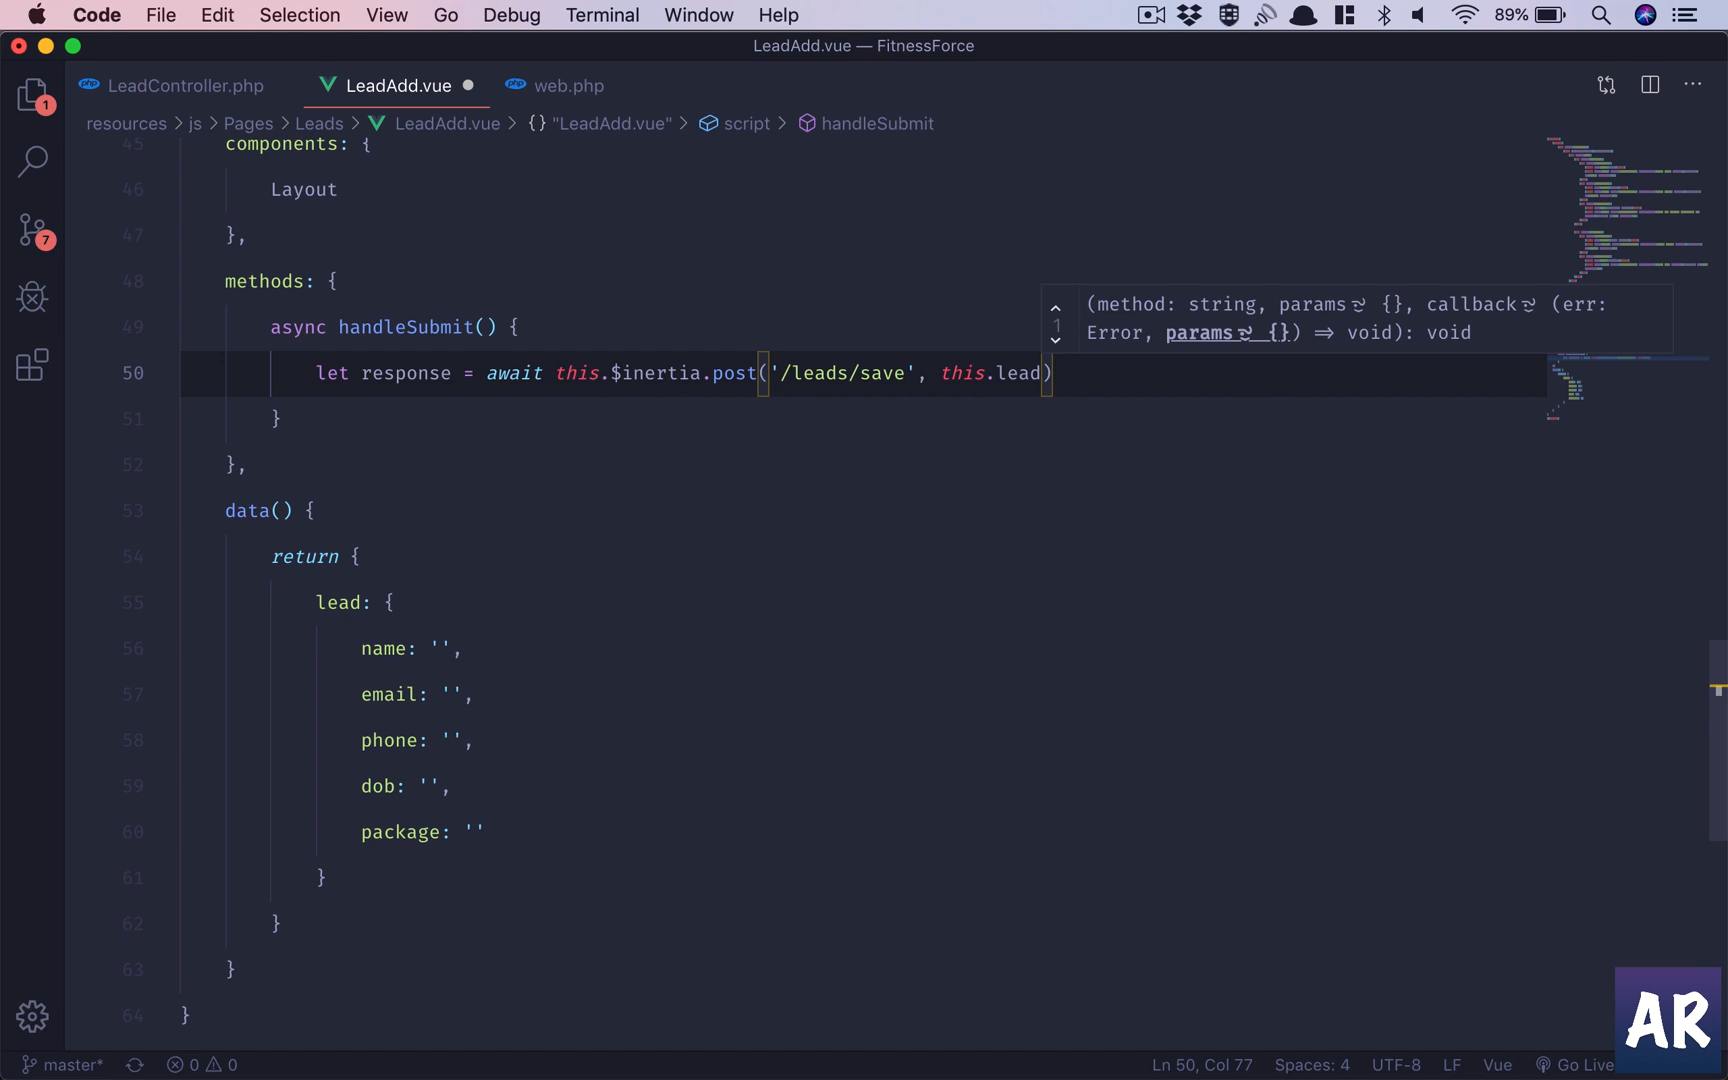 Code File Edit Selection View Go Debug Terminal Window Help 89%
LeadAdd.vue — FitnessForce
LeadController.php LeadAdd.vue web.php
resources > js > Pages > Leads > LeadAdd.vue > {} "LeadAdd.vue" > script > handleSubmit
1
7
45 components: {
46 Layout
47 },
48 methods: {
49 async handleSubmit() {
50 let response = await this.$inertia.post('/leads/save', this.lead)
51 }
52 },
53 data() {
54 return {
55 lead: {
56 name: '',
57 email: '',
58 phone: '',
59 dob: '',
60 package: ''
61 }
62 }
63 }
64 }
1
(method: string, params?: {}, callback?: (err:
Error, params?: {}) => void): void
AR
master* 0 0 Ln 50, Col 77 Spaces: 4 UTF-8 LF Vue Go Live